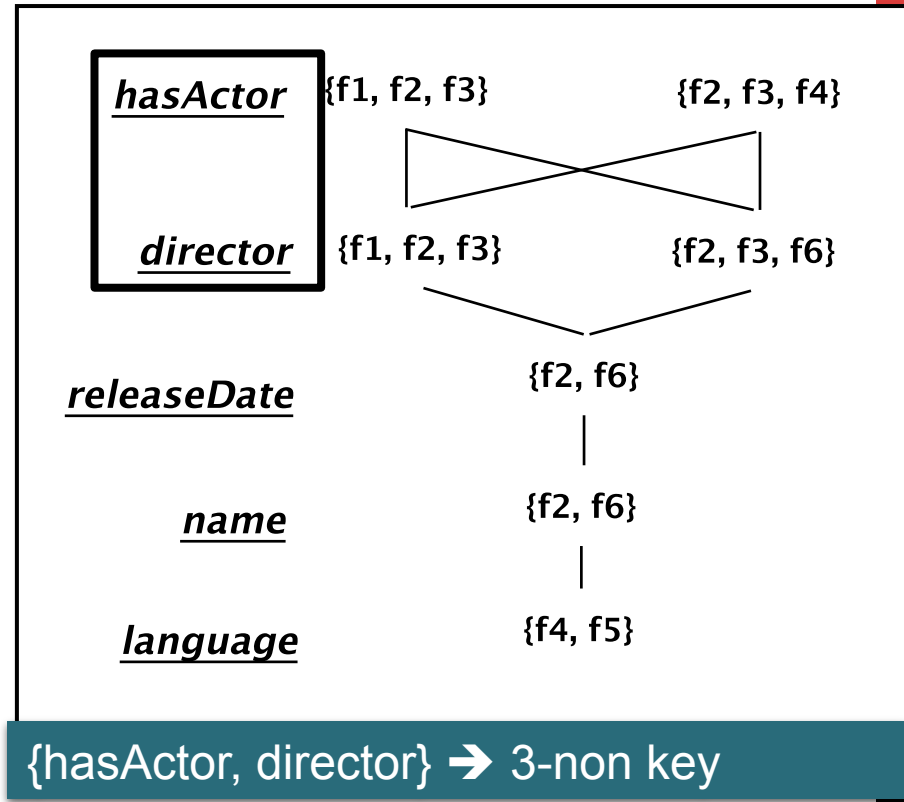 hasActor {f1, f2, f3} {f2, f3, f4}
director {f1, f2, f3} {f2, f3, f6}
releaseDate {f2, f6}
name {f2, f6}
language {f4, f5}
{hasActor, director} ➔ 3-non key